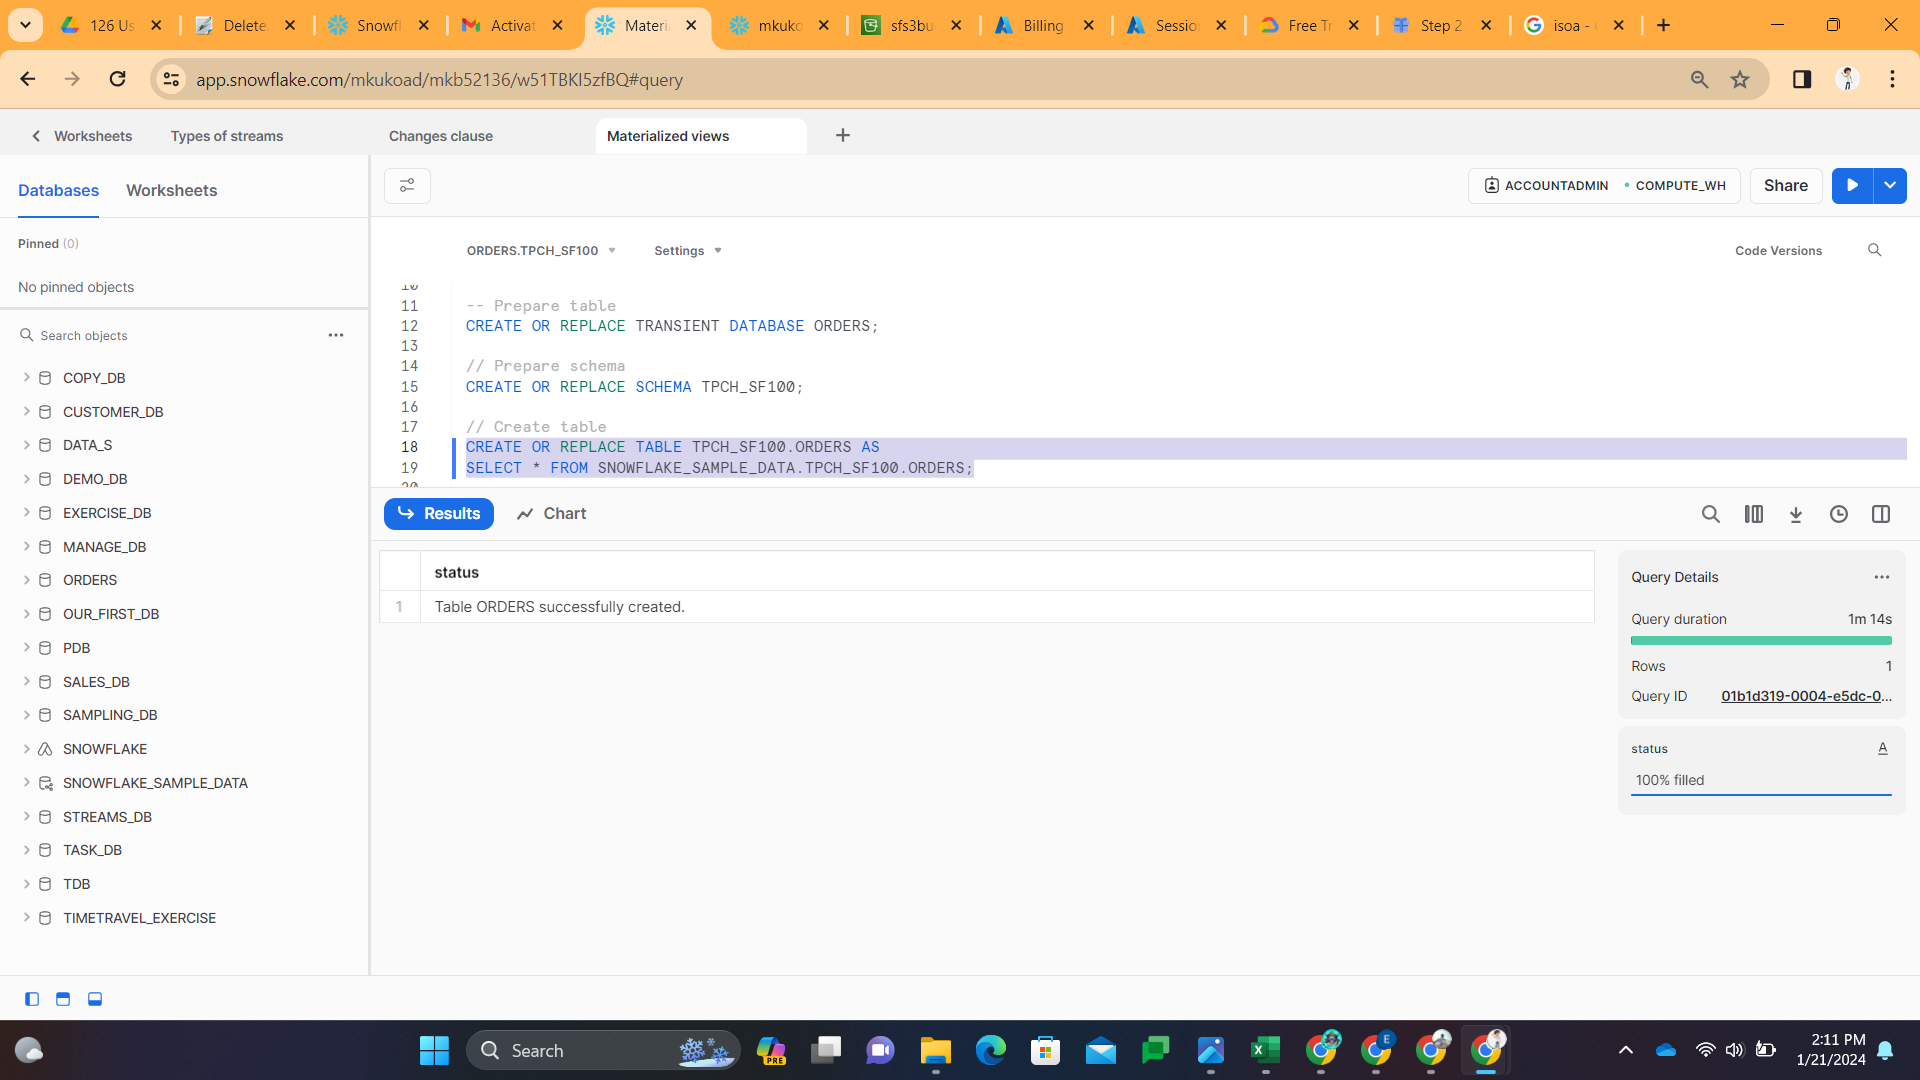 126 Us
Delete
Snowfl
Activat
Materi
mkuko
sfs3bu
Billing
Sessio
Free Tr
Step 2
isoa -
app.snowflake.com/mkukoad/mkb52136/w51TBKI5zfBQ#query
Worksheets
Types of streams
Changes clause
Materialized views
Databases
Worksheets
ACCOUNTADMIN
COMPUTE_WH
Share
Pinned (0)
No pinned objects
ORDERS.TPCH_SF100
Settings
Code Versions
Search objects
COPY_DB
CUSTOMER_DB
DATA_S
DEMO_DB
EXERCISE_DB
MANAGE_DB
ORDERS
OUR_FIRST_DB
PDB
SALES_DB
SAMPLING_DB
SNOWFLAKE
SNOWFLAKE_SAMPLE_DATA
STREAMS_DB
TASK_DB
TDB
TIMETRAVEL_EXERCISE
10
11 -- Prepare table
12 CREATE OR REPLACE TRANSIENT DATABASE ORDERS;
13
14 // Prepare schema
15 CREATE OR REPLACE SCHEMA TPCH_SF100;
16
17 // Create table
18 CREATE OR REPLACE TABLE TPCH_SF100.ORDERS AS
19 SELECT * FROM SNOWFLAKE_SAMPLE_DATA.TPCH_SF100.ORDERS;
20
Results
Chart
status
1 Table ORDERS successfully created.
Query Details
Query duration 1m 14s
Rows 1
Query ID 01b1d319-0004-e5dc-0...
status A
100% filled
Search
PRE
E
2:11 PM
1/21/2024